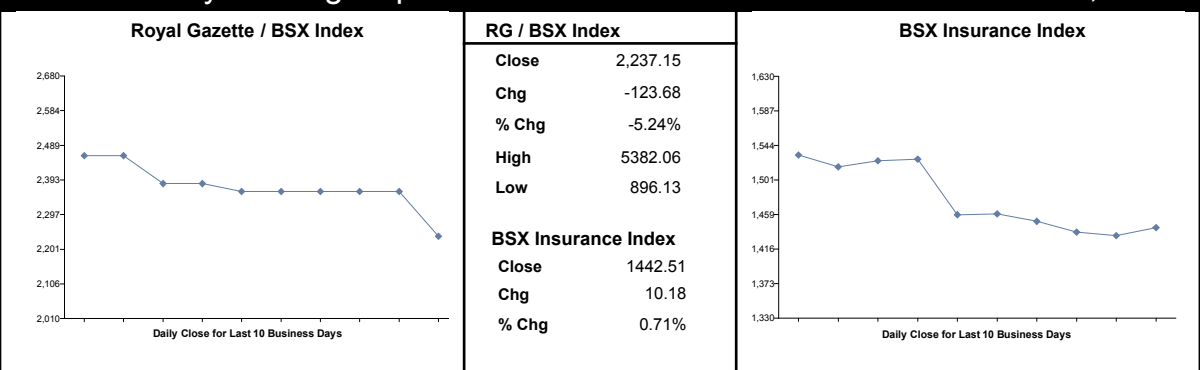 Royal Gazette / BSX Index
2,680
2,584
2,489
2,393
2,297
2,201
2,106
2,010
Daily Close for Last 10 Business Days
RG / BSX Index
Close 2,237.15
Chg -123.68
% Chg -5.24%
High 5382.06
Low 896.13
BSX Insurance Index
Close 1442.51
Chg 10.18
% Chg 0.71%
BSX Insurance Index
1,630
1,587
1,544
1,501
1,459
1,416
1,373
1,330
Daily Close for Last 10 Business Days